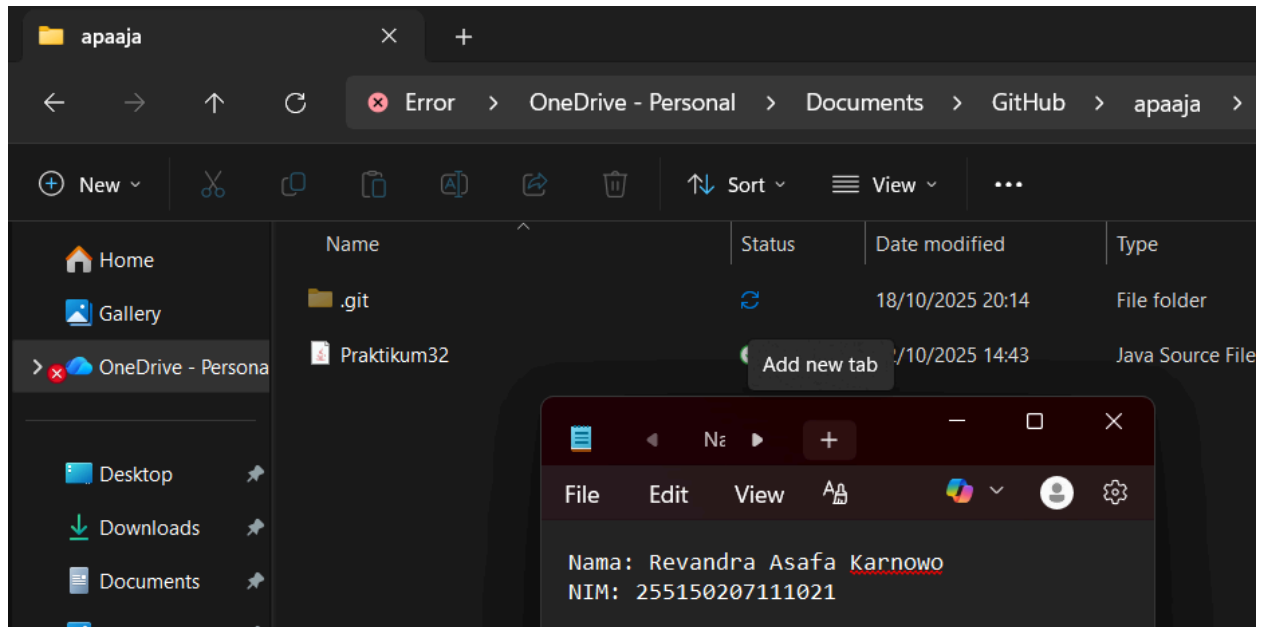 apaaja
Error > OneDrive - Personal > Documents > GitHub > apaaja >
New Sort View
Name Status Date modified Type
Home
Gallery
OneDrive - Persona
Desktop
Downloads
Documents
.git 18/10/2025 20:14 File folder
Praktikum32 /10/2025 14:43 Java Source File
Add new tab
File Edit View
Nama: Revandra Asafa Karnowo
NIM: 255150207111021